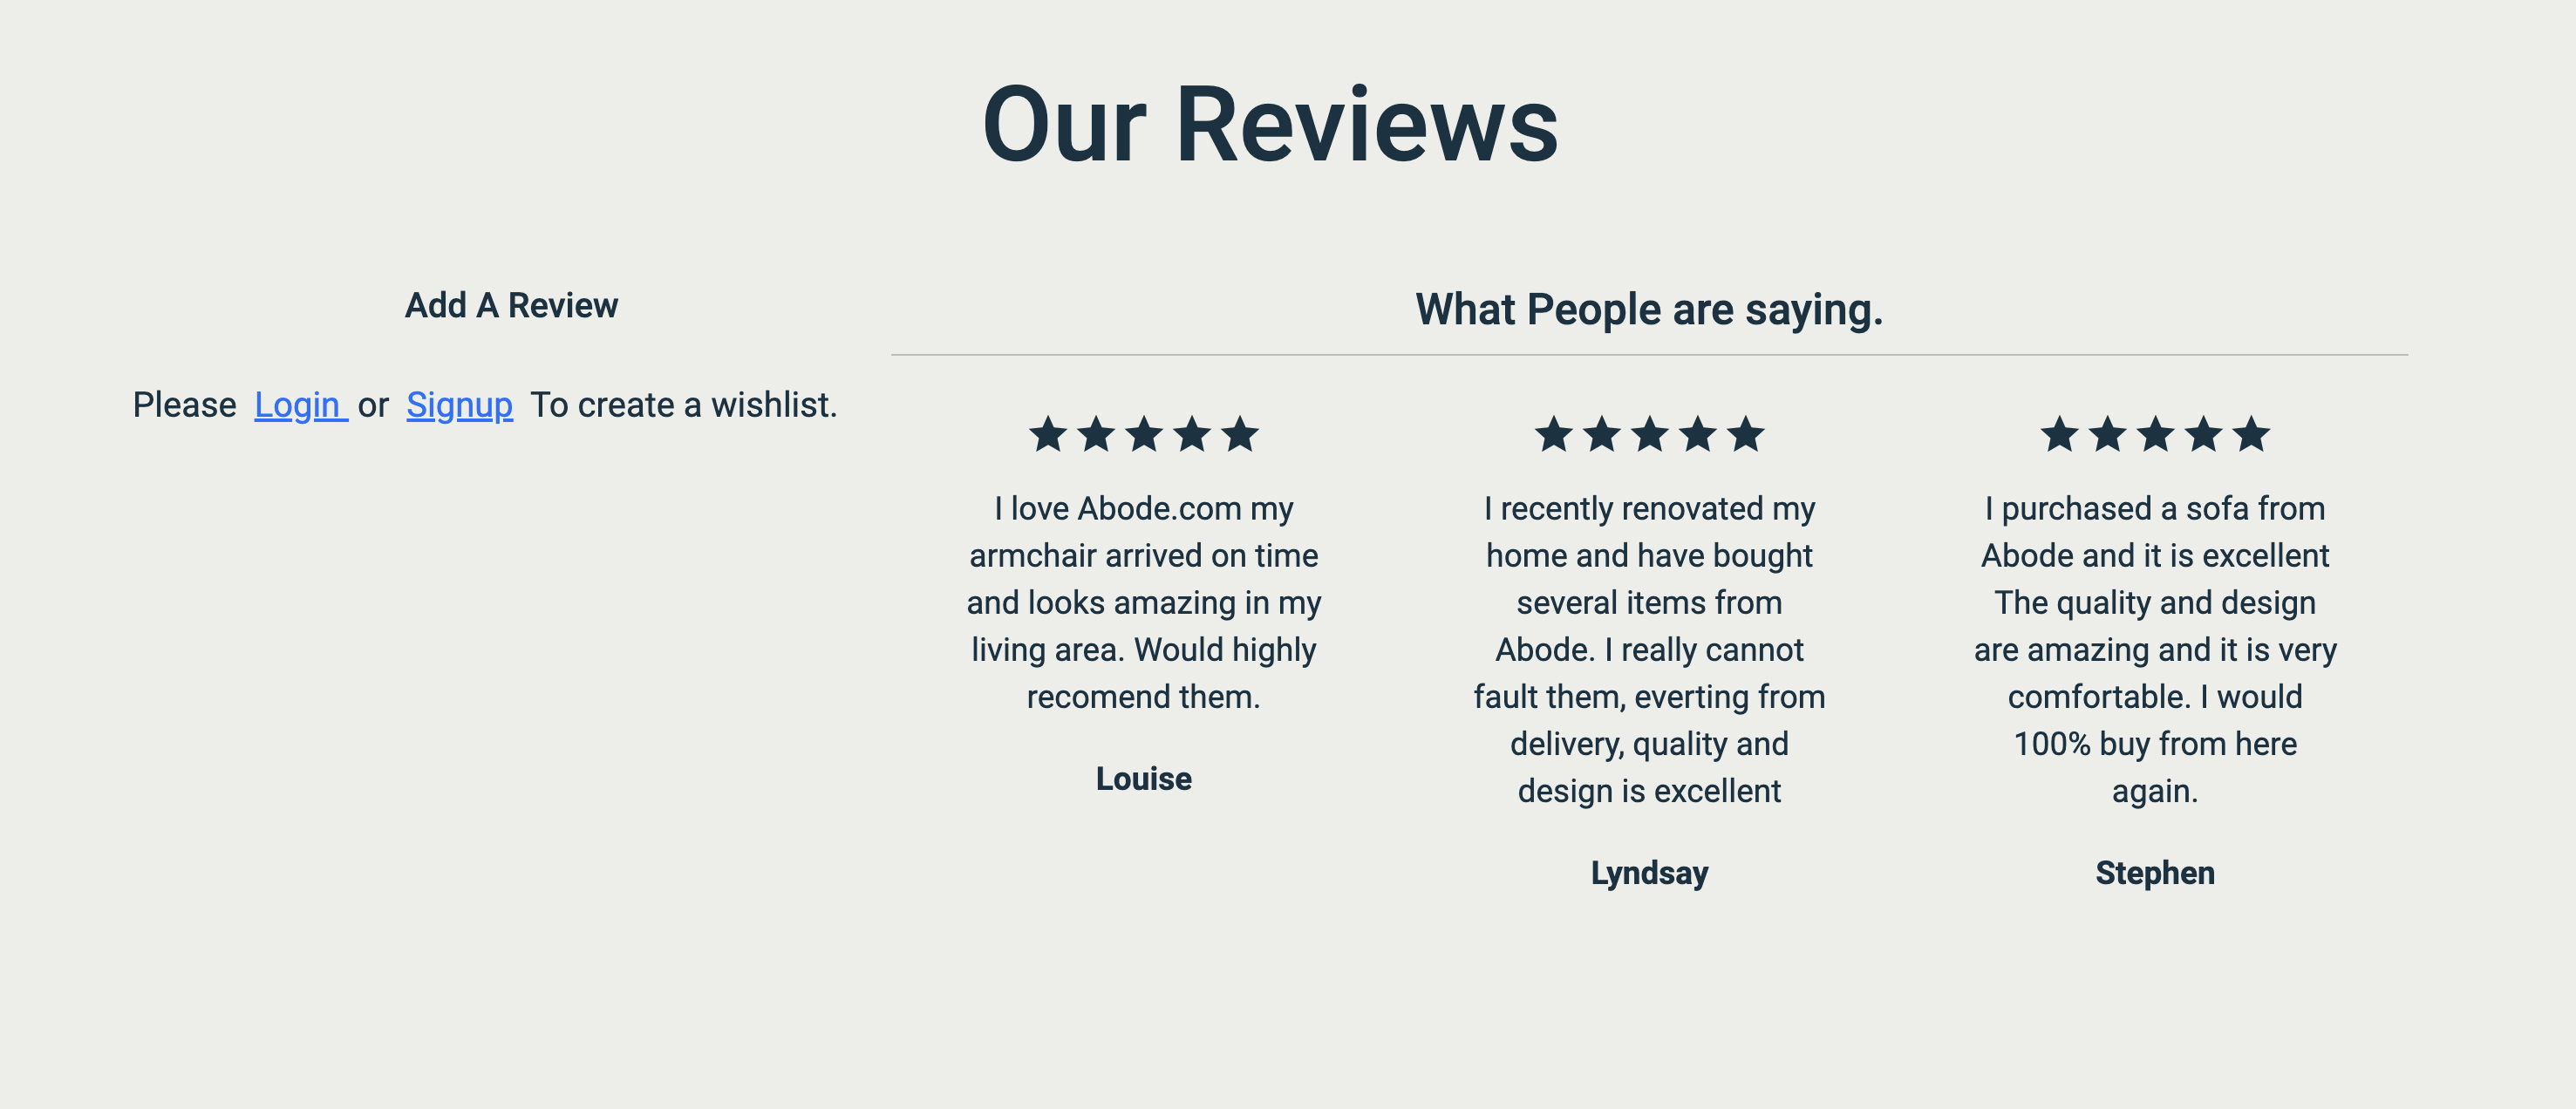 Our Reviews
Add A Review
Please Login or Signup To create a wishlist.
What People are saying.
I love Abode.com my
armchair arrived on time
and looks amazing in my
living area. Would highly
recomend them.
Louise
I recently renovated my
home and have bought
several items from
Abode. I really cannot
fault them, everting from
delivery, quality and
design is excellent
Lyndsay
I purchased a sofa from
Abode and it is excellent
The quality and design
are amazing and it is very
comfortable. I would
100% buy from here
again.
Stephen